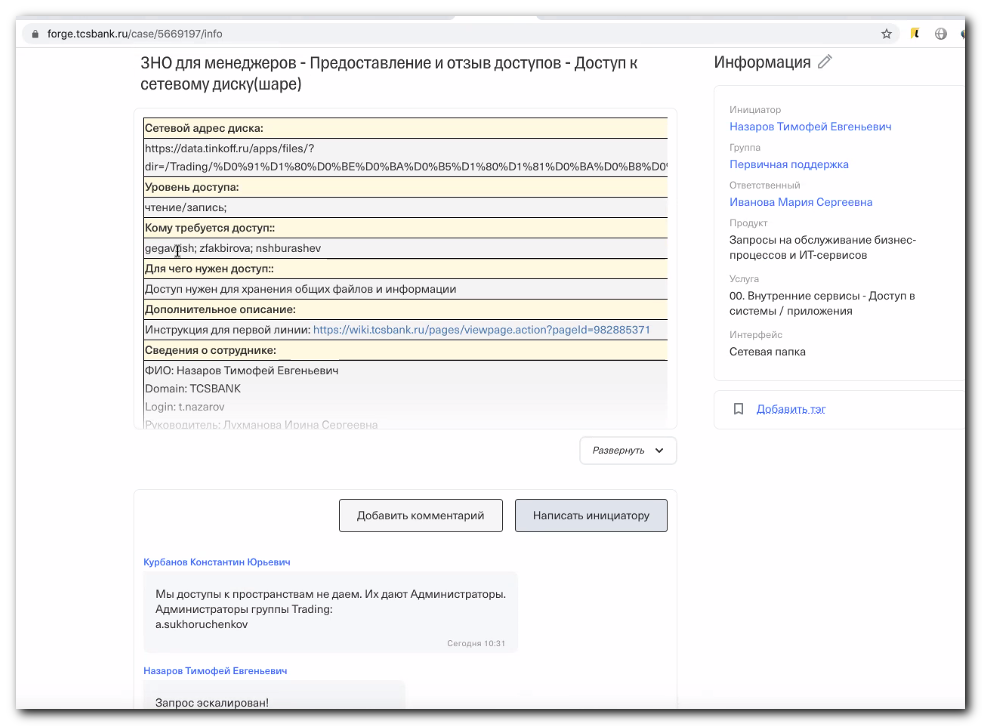 forge.tcsbank.ru/case/5669197/info
ЗНО для менеджеров - Предоставление и отзыв доступов - Доступ к
сетевому диску(шаре)
Сетевой адрес диска:
https://data.tinkoff.ru/apps/files/?
dir=/Trading/%D0%91%D1%80%D0%BE%D0%BA%D0%B5%D1%80%D1%81%D0%BA%D0%B8%D0
Уровень доступа:
чтение/запись;
Кому требуется доступ::
zfakbirova; nshburashev
Для чего нужен доступ::
Доступ нужен для хранения общих файлов и информации
Дополнительное описание:
Инструкция для первой линии: https://wiki.tcsbank.ru/pages/viewpage.action?pageId=982885371
Сведения о сотруднике:
ФИО: Назаров Тимофей Евгеньевич
Domain: TCSBANK
Login: t.nazarov
Руководитель: Лухманова Ирина Сергеевна
Развернуть
Добавить комментарий
Написать инициатору
Курбанов Константин Юрьевич
Мы доступы к пространствам не даем. Их дают Администраторы.
Администраторы группы Trading:
a.sukhoruchenkov
Сегодня 10:31
Назаров Тимофей Евгеньевич
Запрос эскалирован!
Информация
Инициатор
Назаров Тимофей Евгеньевич
Группа
Первичная поддержка
Ответственный
Иванова Мария Сергеевна
Продукт
Запросы на обслуживание бизнес-
процессов и ИТ-сервисов
Услуга
00. Внутренние сервисы - Доступ в
системы / приложения
Интерфейс
Сетевая папка
Добавить тэг